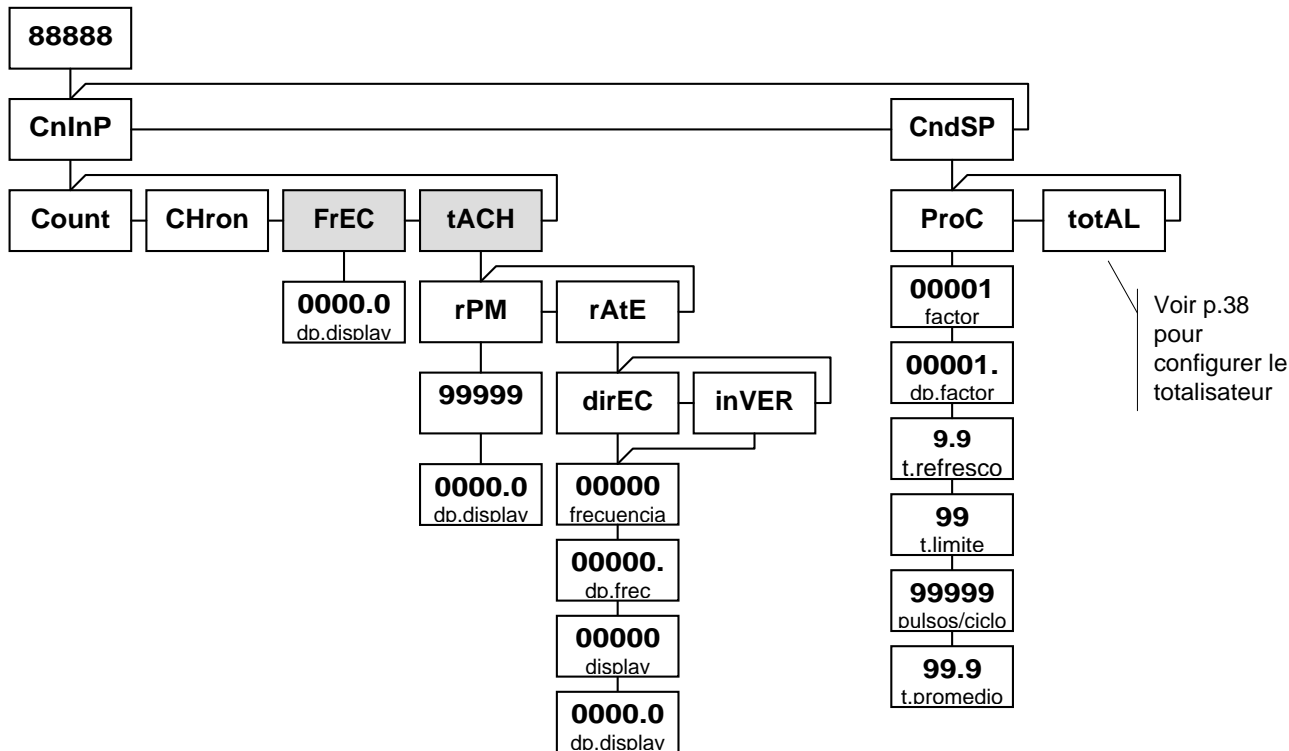 88888
CnInP
CndSP
Count
CHron
FrEC
tACH
ProC
totAL
0000.0
dp.display
rPM
rAtE
00001
factor
Voir p.38
pour
configurer le
totalisateur
99999
dirEC
inVER
00001.
dp.factor
9.9
t.refresco
0000.0
dp.display
00000
frecuencia
99
t.limite
00000.
dp.frec
99999
pulsos/ciclo
00000
display
99.9
t.promedio
0000.0
dp.display